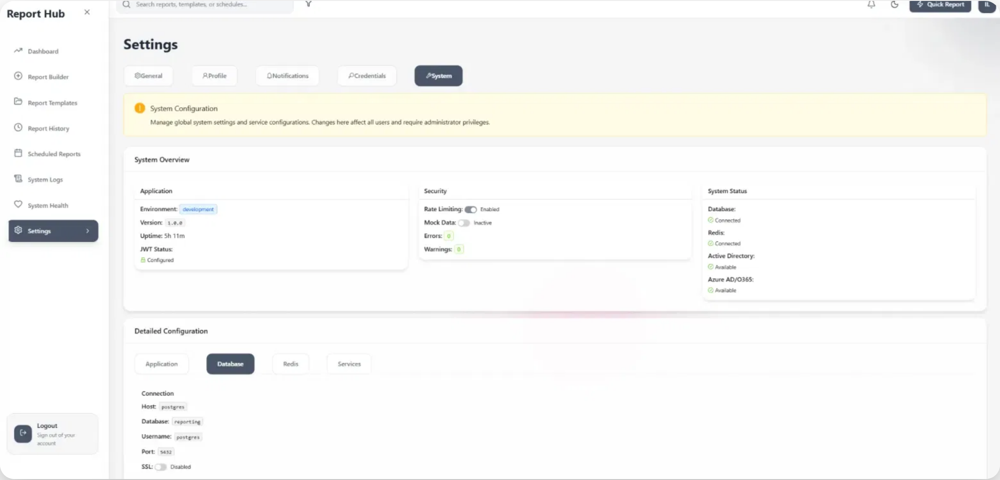 Report Hub
Search reports, templates, or schedules...
Quick Report
IL
Dashboard
Report Builder
Report Templates
Report History
Scheduled Reports
System Logs
System Health
Settings
Logout
Sign out of your
account
Settings
General
Profile
Notifications
Credentials
System
System Configuration
Manage global system settings and service configurations. Changes here affect all users and require administrator privileges.
System Overview
Application
Environment: development
Version: 1.0.0
Uptime: 5h 11m
JWT Status:
Configured
Security
Rate Limiting: Enabled
Mock Data: Inactive
Errors: 0
Warnings: 0
System Status
Database:
Connected
Redis:
Connected
Active Directory:
Available
Azure AD/O365:
Available
Detailed Configuration
Application
Database
Redis
Services
Connection
Host: postgres
Database: reporting
Username: postgres
Port: 5432
SSL: Disabled